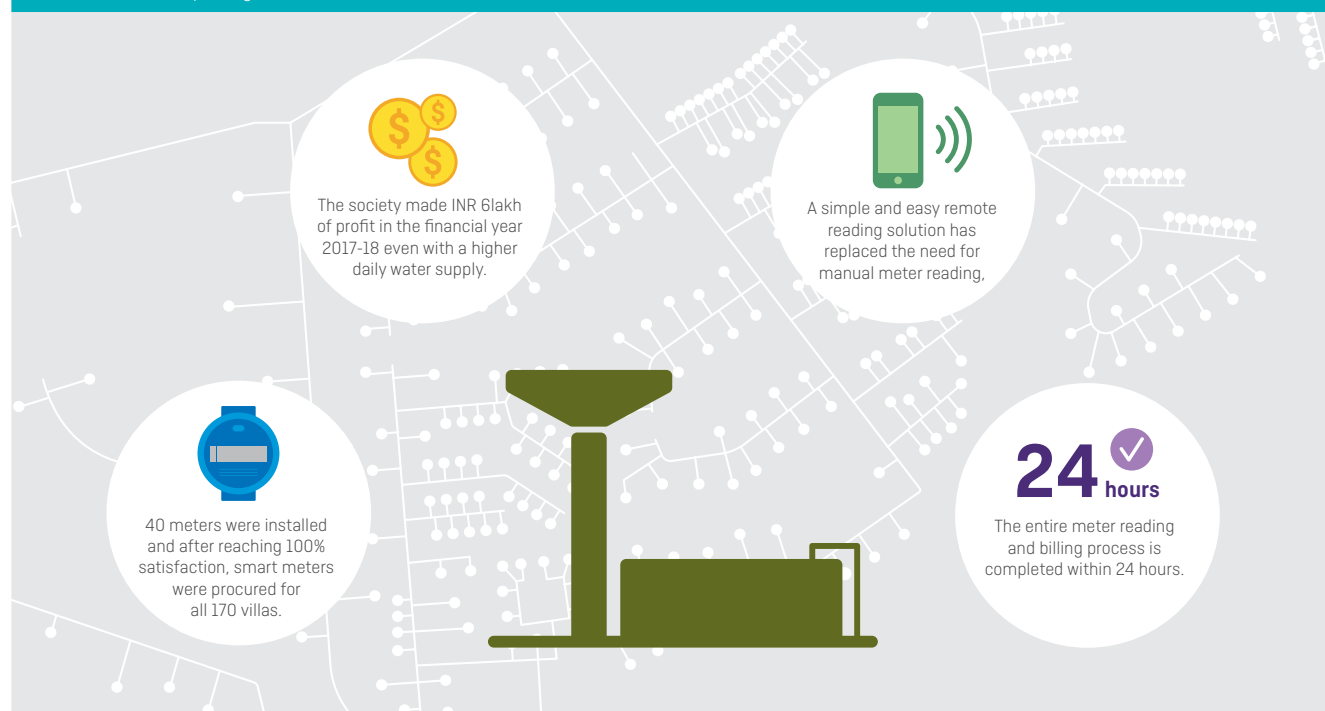 The society made INR 6lakh
of profit in the financial year
2017-18 even with a higher
daily water supply.
A simple and easy remote
reading solution has
replaced the need for
manual meter reading,
40 meters were installed
and after reaching 100%
satisfaction, smart meters
were procured for
all 170 villas.
24 hours
The entire meter reading
and billing process is
completed within 24 hours.